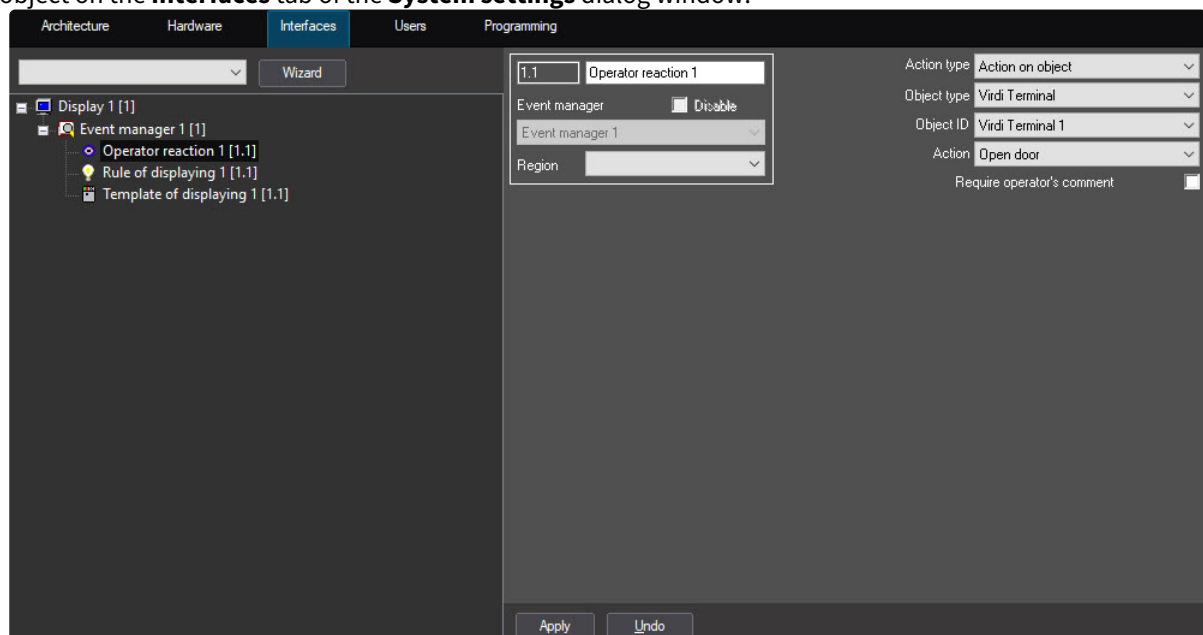 object on the Interfaces tab of the System settings dialog window.
Architecture Hardware Interfaces Users Programming
Wizard
Display 1 [1]
Event manager 1 [1]
Operator reaction 1 [1.1]
Rule of displaying 1 [1.1]
Template of displaying 1 [1.1]
1.1 Operator reaction 1
Event manager Disable
Event manager 1
Region
Action type Action on object
Object type Virdi Terminal
Object ID Virdi Terminal 1
Action Open door
Require operator's comment
Apply Undo